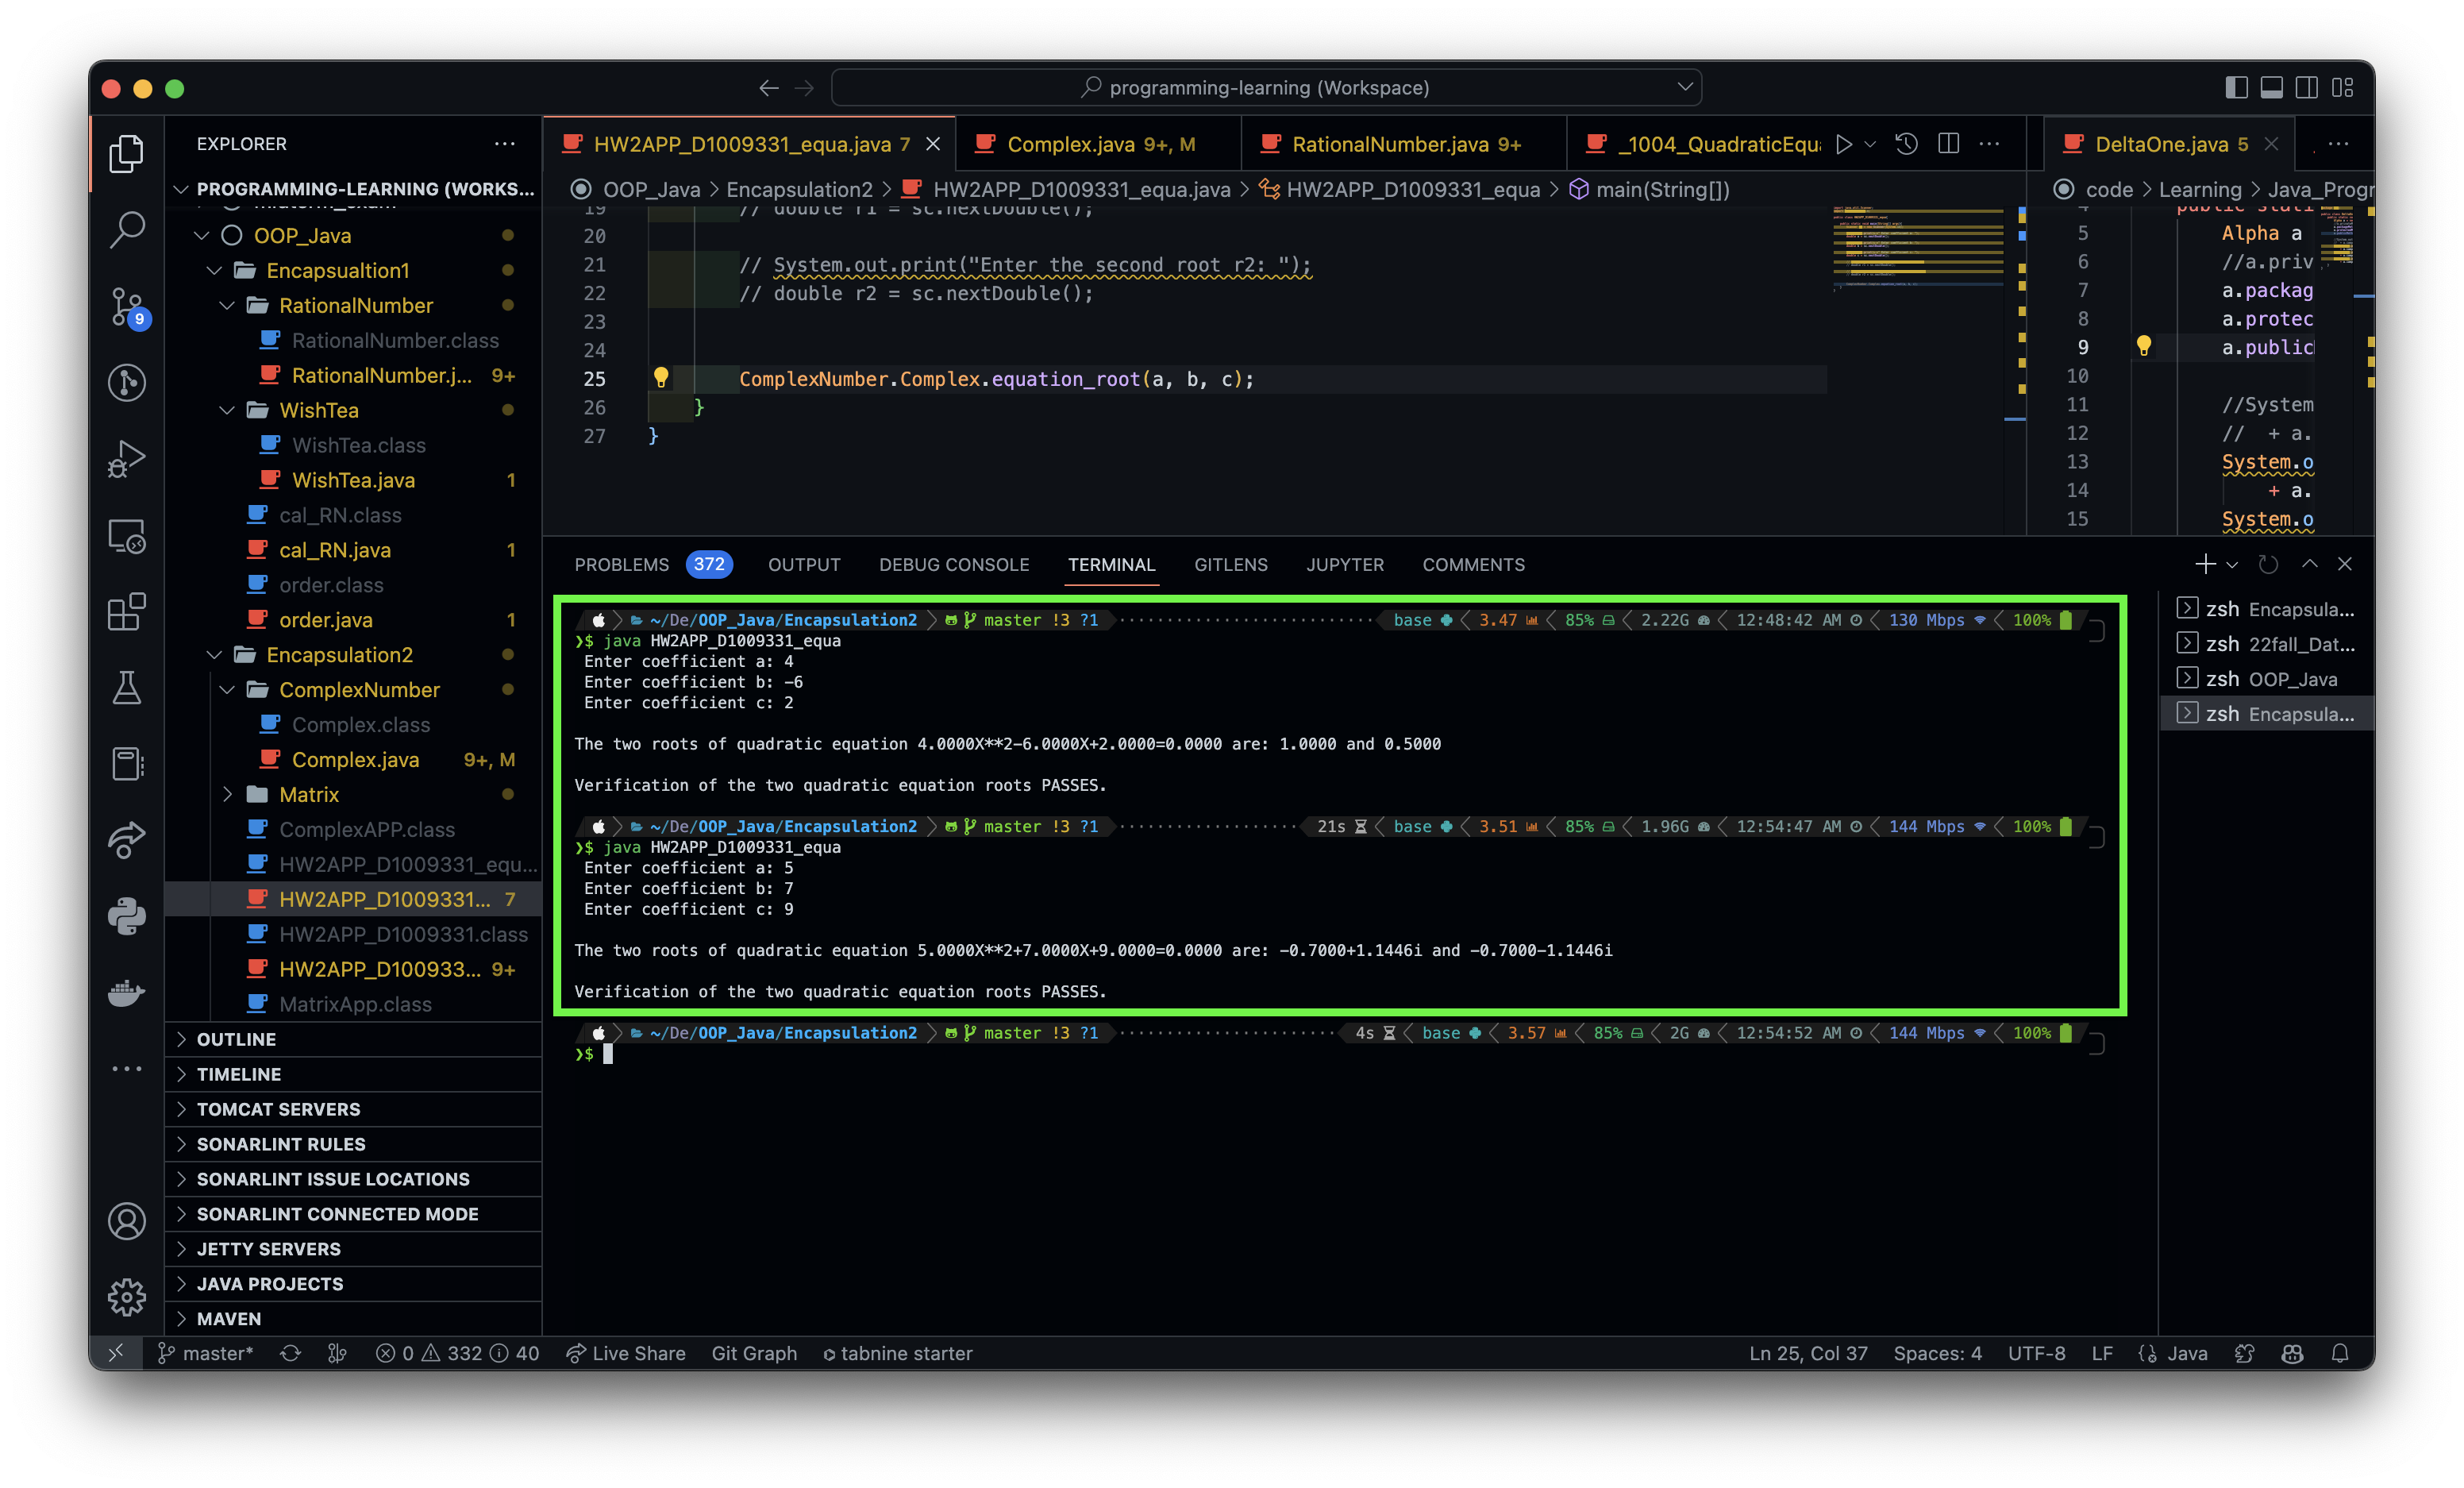 programming-learning (Workspace)
EXPLORER
PROGRAMMING-LEARNING (WORKS...
OOP_Java
Encapsualtion1
RationalNumber
RationalNumber.class
RationalNumber.j... 9+
WishTea
WishTea.class
WishTea.java 1
cal_RN.class
cal_RN.java 1
order.class
order.java 1
Encapsulation2
ComplexNumber
Complex.class
Complex.java 9+, M
Matrix
ComplexAPP.class
HW2APP_D1009331_equ...
HW2APP_D1009331... 7
HW2APP_D1009331.class
HW2APP_D100933... 9+
MatrixApp.class
OUTLINE
TIMELINE
TOMCAT SERVERS
SONARLINT RULES
SONARLINT ISSUE LOCATIONS
SONARLINT CONNECTED MODE
JETTY SERVERS
JAVA PROJECTS
MAVEN
9
HW2APP_D1009331_equa.java 7
Complex.java 9+, M
RationalNumber.java 9+
_1004_QuadraticEqua
OOP_Java > Encapsulation2 > HW2APP_D1009331_equa.java > HW2APP_D1009331_equa > main(String[])
19 // double r1 = sc.nextDouble();
20
21 // System.out.print("Enter the second root r2: ");
22 // double r2 = sc.nextDouble();
23
24
25 ComplexNumber.Complex.equation_root(a, b, c);
26 }
27 }
DeltaOne.java 5
code > Learning > Java_Progr
4 public stati
5 Alpha a
6 //a.priv
7 a.packag
8 a.protec
9 a.public
10
11 //System
12 // + a.
13 System.o
14 + a.
15 System.o
PROBLEMS 372 OUTPUT DEBUG CONSOLE TERMINAL GITLENS JUPYTER COMMENTS
~/De/OOP_Java/Encapsulation2 master !3 ?1 base 3.47 85% 2.22G 12:48:42 AM 130 Mbps 100%
❯$ java HW2APP_D1009331_equa
Enter coefficient a: 4
Enter coefficient b: -6
Enter coefficient c: 2
The two roots of quadratic equation 4.0000X**2-6.0000X+2.0000=0.0000 are: 1.0000 and 0.5000
Verification of the two quadratic equation roots PASSES.
~/De/OOP_Java/Encapsulation2 master !3 ?1 21s base 3.51 85% 1.96G 12:54:47 AM 144 Mbps 100%
❯$ java HW2APP_D1009331_equa
Enter coefficient a: 5
Enter coefficient b: 7
Enter coefficient c: 9
The two roots of quadratic equation 5.0000X**2+7.0000X+9.0000=0.0000 are: -0.7000+1.1446i and -0.7000-1.1446i
Verification of the two quadratic equation roots PASSES.
~/De/OOP_Java/Encapsulation2 master !3 ?1 4s base 3.57 85% 2G 12:54:52 AM 144 Mbps 100%
❯$
zsh Encapsula...
zsh 22fall_Dat...
zsh OOP_Java
zsh Encapsula...
master* 0 332 40 Live Share Git Graph tabnine starter Ln 25, Col 37 Spaces: 4 UTF-8 LF Java